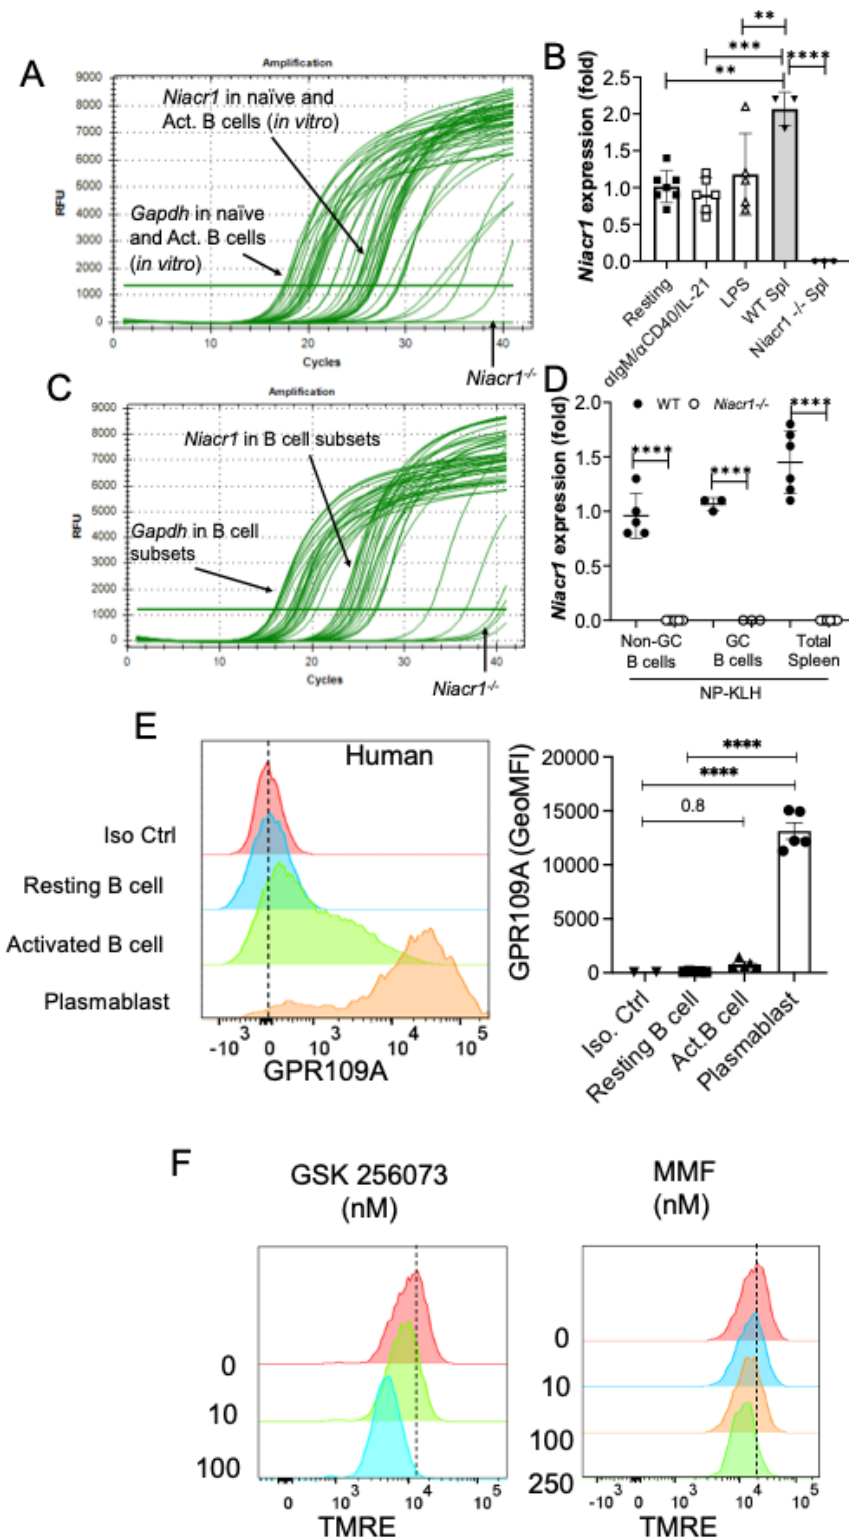 A
Amplification
9000
8000
7000
6000
5000
4000
3000
2000
1000
0
RFU
Niacr1 in naïve and
Act. B cells (in vitro)
Gapdh in naïve
and Act. B cells
(in vitro)
0
10
20
30
40
Cycles
Niacr1-/-
B
**
***
****
**
Niacr1 expression (fold)
2.5
2.0
1.5
1.0
0.5
0.0
Resting
αIgM/αCD40/IL-21
LPS
WT Spl
Niacr1 -/- Spl
C
Amplification
9000
8000
7000
6000
5000
4000
3000
2000
1000
0
RFU
Niacr1 in B cell subsets
Gapdh in B cell
subsets
0
10
20
30
40
Cycles
Niacr1-/-
D
WT
Niacr1-/-
****
****
****
Niacr1 expression (fold)
2.0
1.5
1.0
0.5
0.0
Non-GC
B cells
GC
B cells
Total
Spleen
NP-KLH
E
Human
Iso Ctrl
Resting B cell
Activated B cell
Plasmablast
-10³ 0 10³ 10⁴ 10⁵
GPR109A
****
****
0.8
GPR109A (GeoMFI)
20000
15000
10000
5000
0
Iso. Ctrl
Resting B cell
Act.B cell
Plasmablast
F
GSK 256073
(nM)
0
10
100
0 10³ 10⁴ 10⁵
TMRE
MMF
(nM)
0
10
100
250
-10³ 0 10³ 10⁴ 10⁵
TMRE